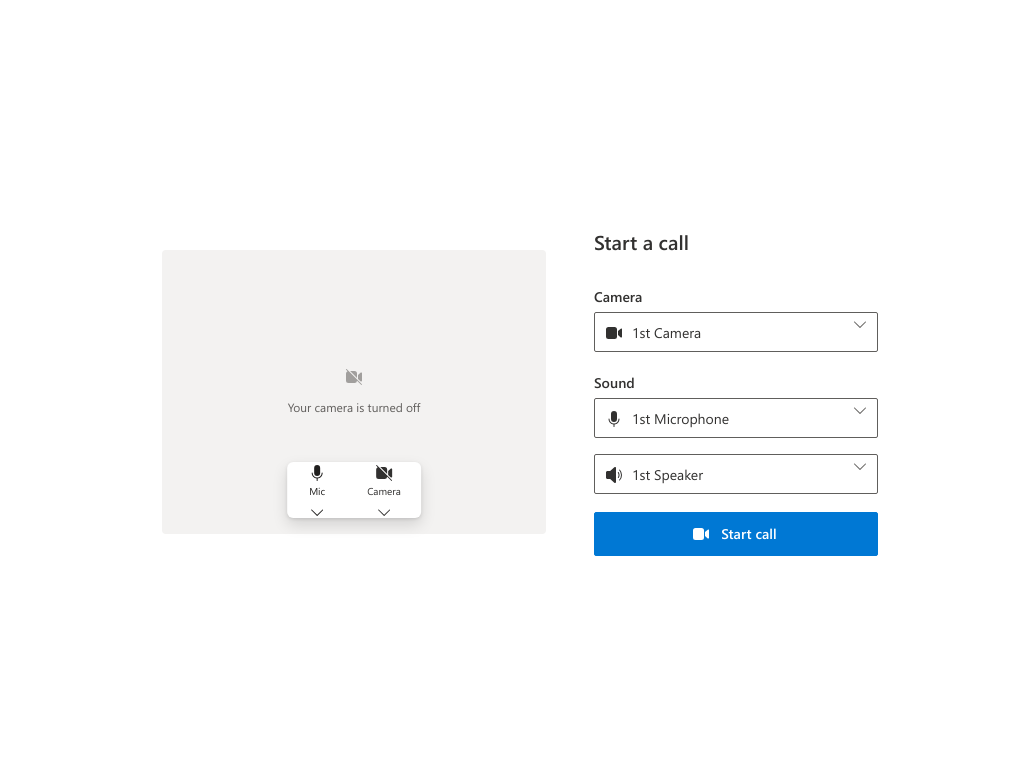 Start a call
Camera
1st Camera
Your camera is turned off
Mic
Camera
Sound
1st Microphone
1st Speaker
Start call